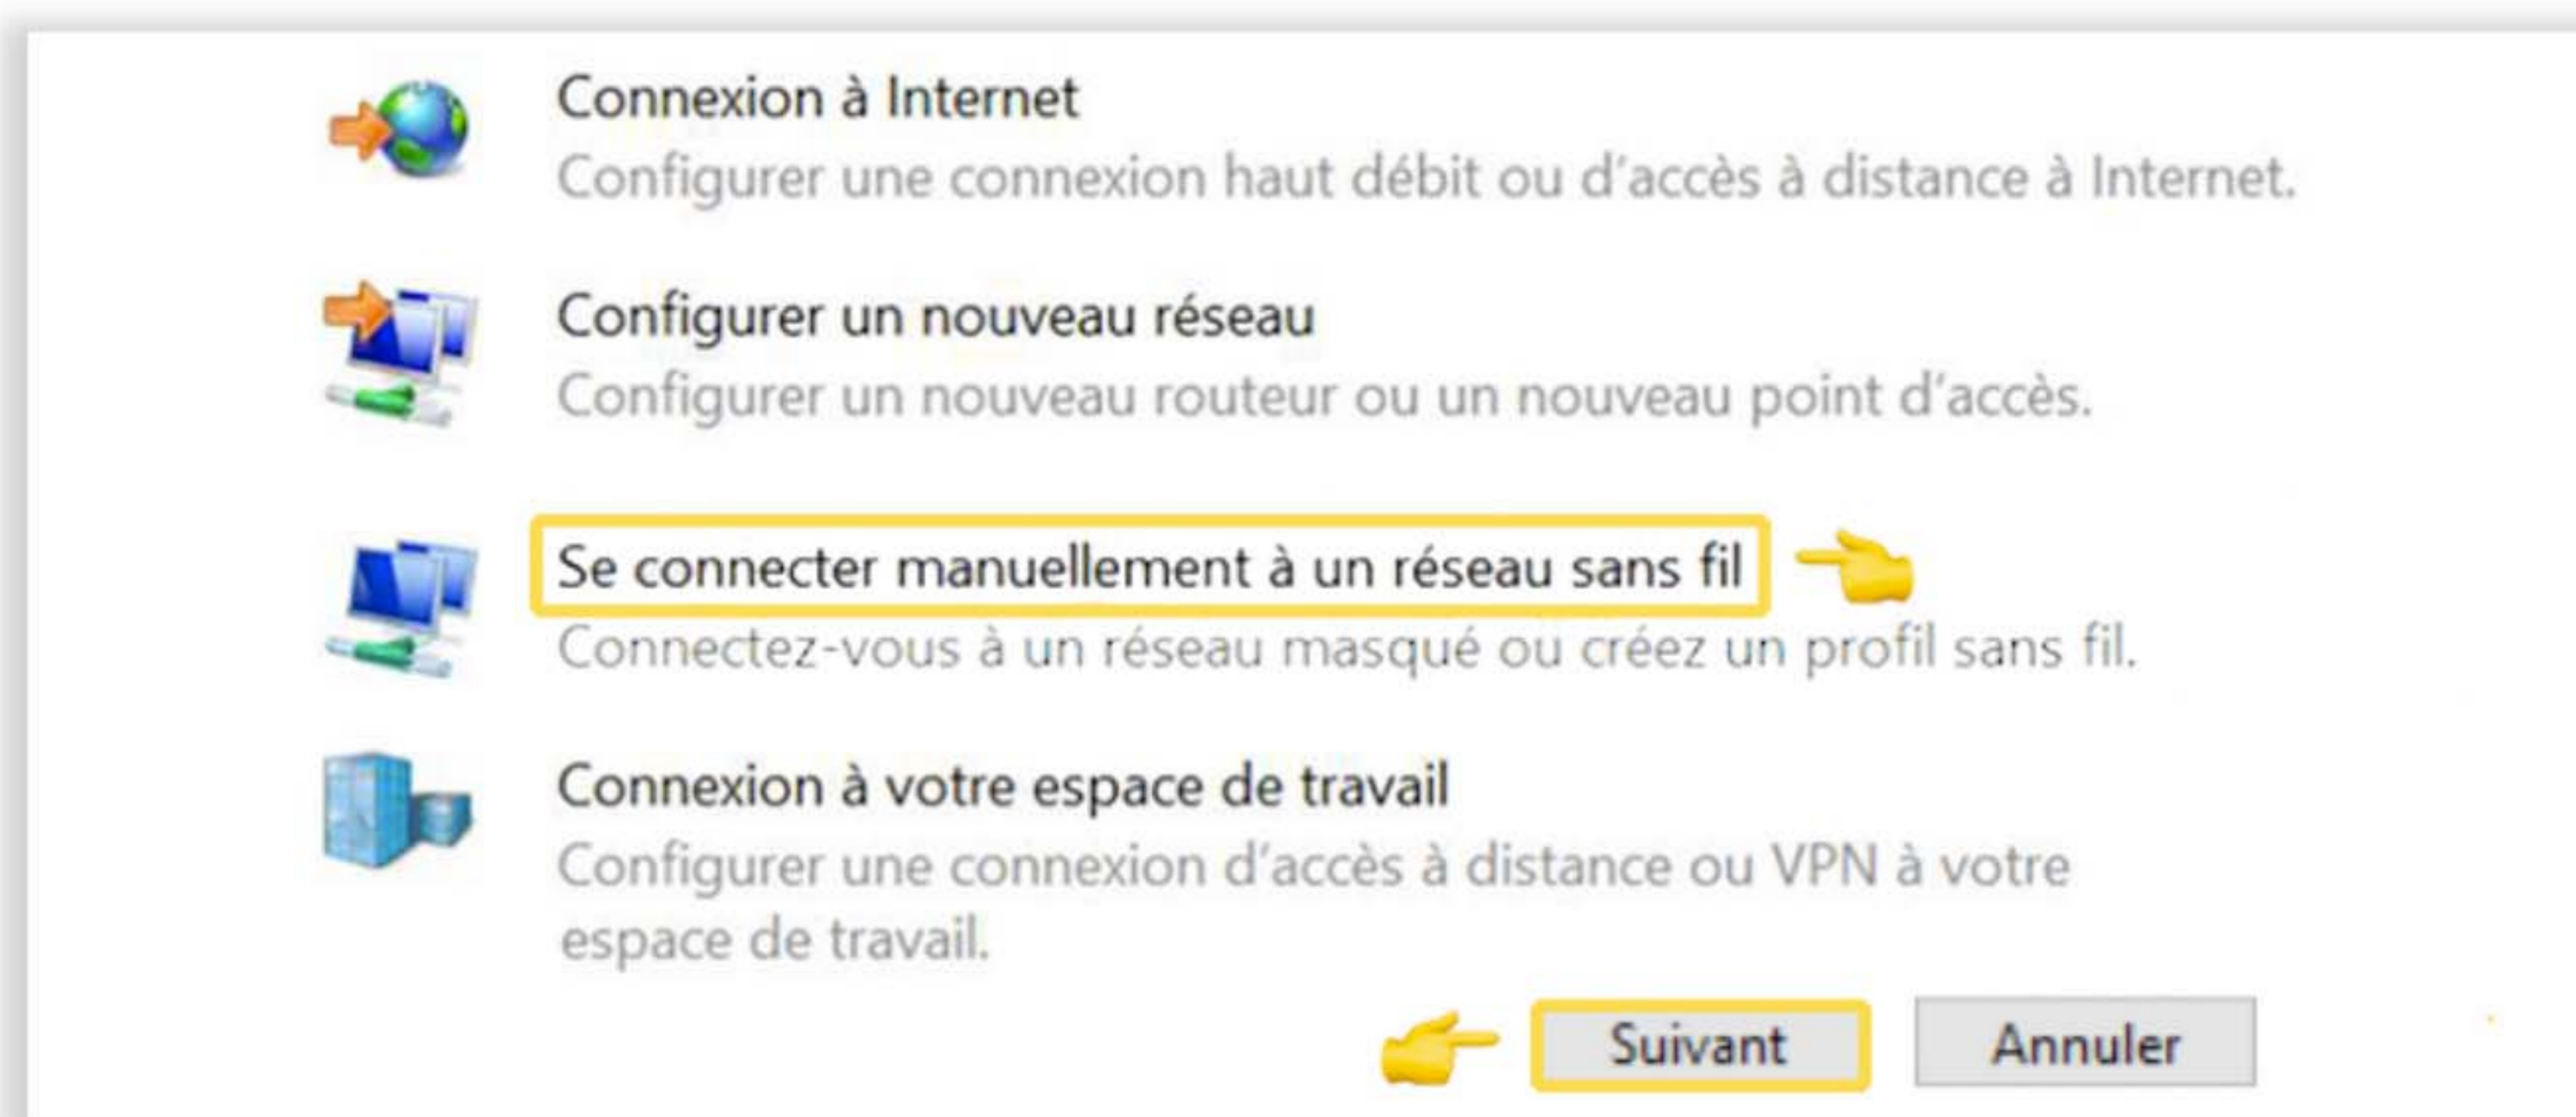 Connexion à Internet
Configurer une connexion haut débit ou d'accès à distance à Internet.
Configurer un nouveau réseau
Configurer un nouveau routeur ou un nouveau point d'accès.
Se connecter manuellement à un réseau sans fil
Connectez-vous à un réseau masqué ou créez un profil sans fil.
Connexion à votre espace de travail
Configurer une connexion d'accès à distance ou VPN à votre
espace de travail.
Suivant
Annuler